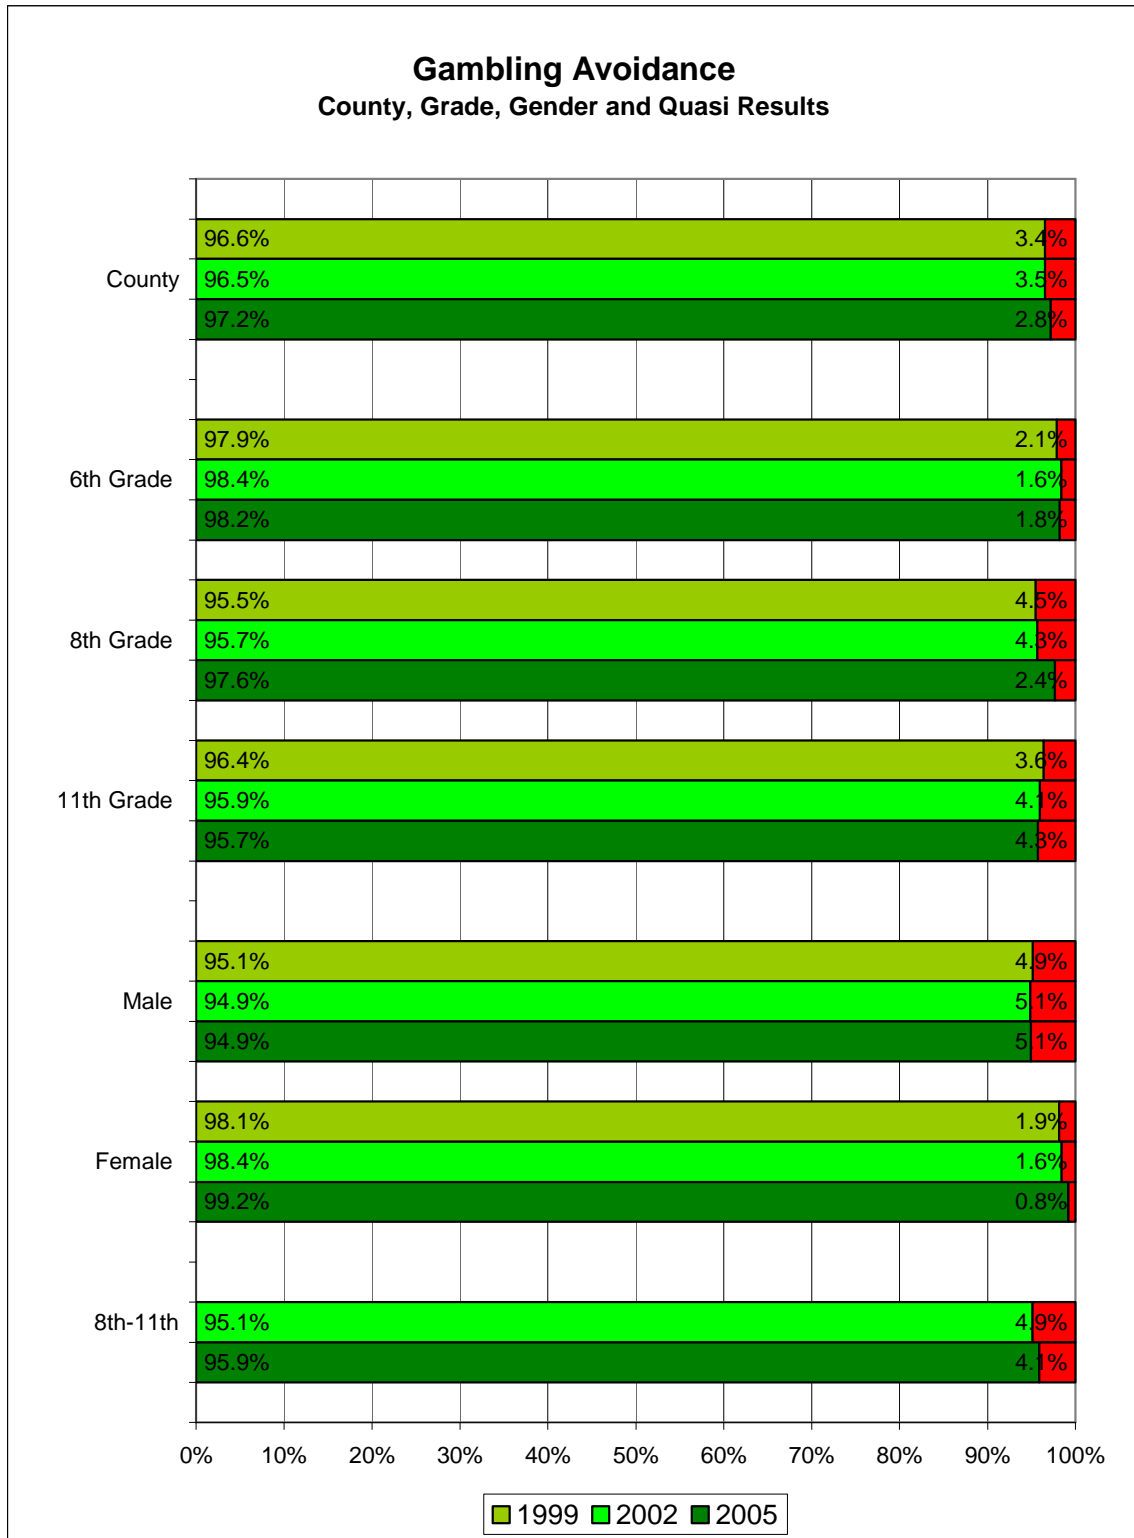 Gambling Avoidance
County, Grade, Gender and Quasi Results
96.6% 3.4%
County 96.5% 3.5%
97.2% 2.8%
97.9% 2.1%
6th Grade 98.4% 1.6%
98.2% 1.8%
95.5% 4.5%
8th Grade 95.7% 4.3%
97.6% 2.4%
96.4% 3.6%
11th Grade 95.9% 4.1%
95.7% 4.3%
95.1% 4.9%
Male 94.9% 5.1%
94.9% 5.1%
98.1% 1.9%
Female 98.4% 1.6%
99.2% 0.8%
8th-11th 95.1% 4.9%
95.9% 4.1%
0% 10% 20% 30% 40% 50% 60% 70% 80% 90% 100%
1999 2002 2005